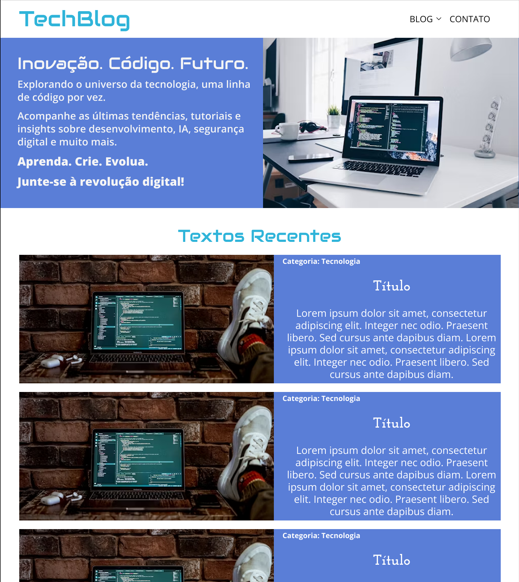 TechBlog
BLOG CONTATO
Inovação. Código. Futuro.
Explorando o universo da tecnologia, uma linha
de código por vez.
Acompanhe as últimas tendências, tutoriais e
insights sobre desenvolvimento, IA, segurança
digital e muito mais.
Aprenda. Crie. Evolua.
Junte-se à revolução digital!
Textos Recentes
Categoria: Tecnologia
Título
Lorem ipsum dolor sit amet, consectetur
adipiscing elit. Integer nec odio. Praesent
libero. Sed cursus ante dapibus diam. Lorem
ipsum dolor sit amet, consectetur adipiscing
elit. Integer nec odio. Praesent libero. Sed
cursus ante dapibus diam.
Categoria: Tecnologia
Título
Lorem ipsum dolor sit amet, consectetur
adipiscing elit. Integer nec odio. Praesent
libero. Sed cursus ante dapibus diam. Lorem
ipsum dolor sit amet, consectetur adipiscing
elit. Integer nec odio. Praesent libero. Sed
cursus ante dapibus diam.
Categoria: Tecnologia
Título